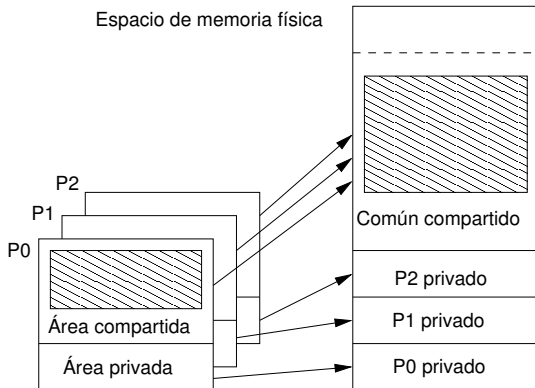 Espacio de memoria física
P2
P1
P0
Área compartida
Área privada
Común compartido
P2 privado
P1 privado
P0 privado